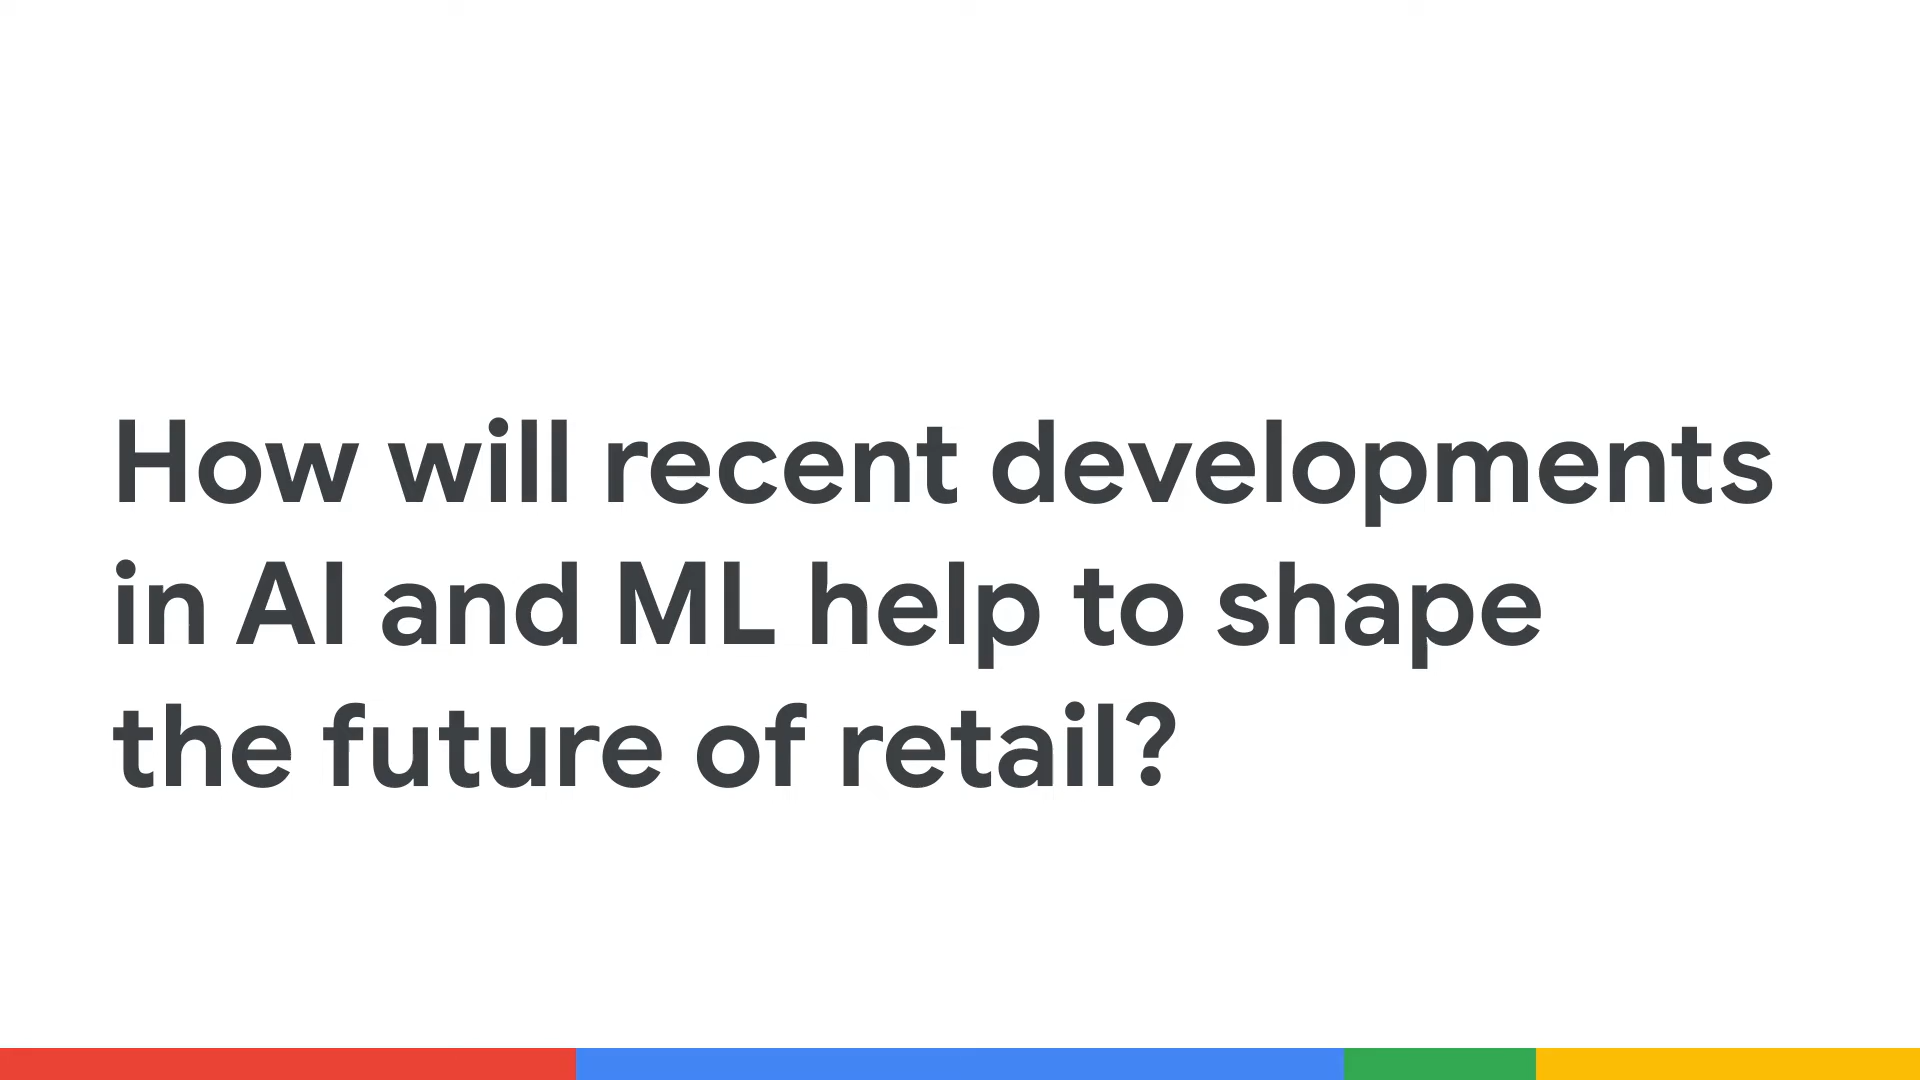 How will recent developments
in AI and ML help to shape
the future of retail?